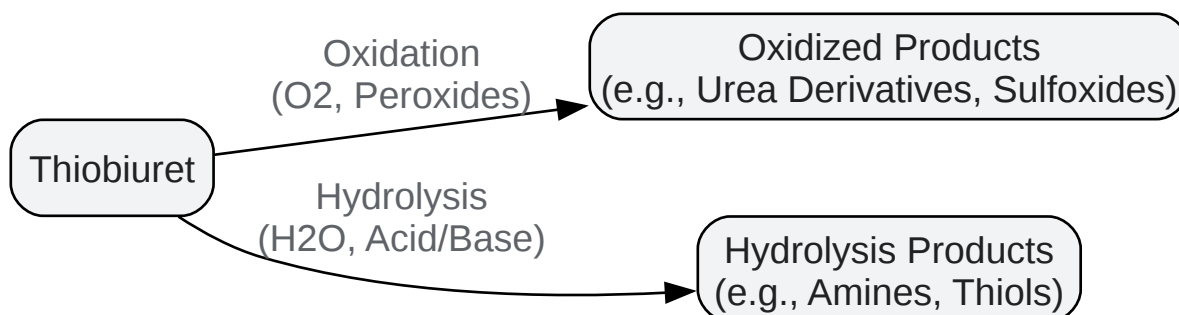 Oxidation
(O2, Peroxides)
Oxidized Products
(e.g., Urea Derivatives, Sulfoxides)
Thiobiuret
Hydrolysis
(H2O, Acid/Base)
Hydrolysis Products
(e.g., Amines, Thiols)